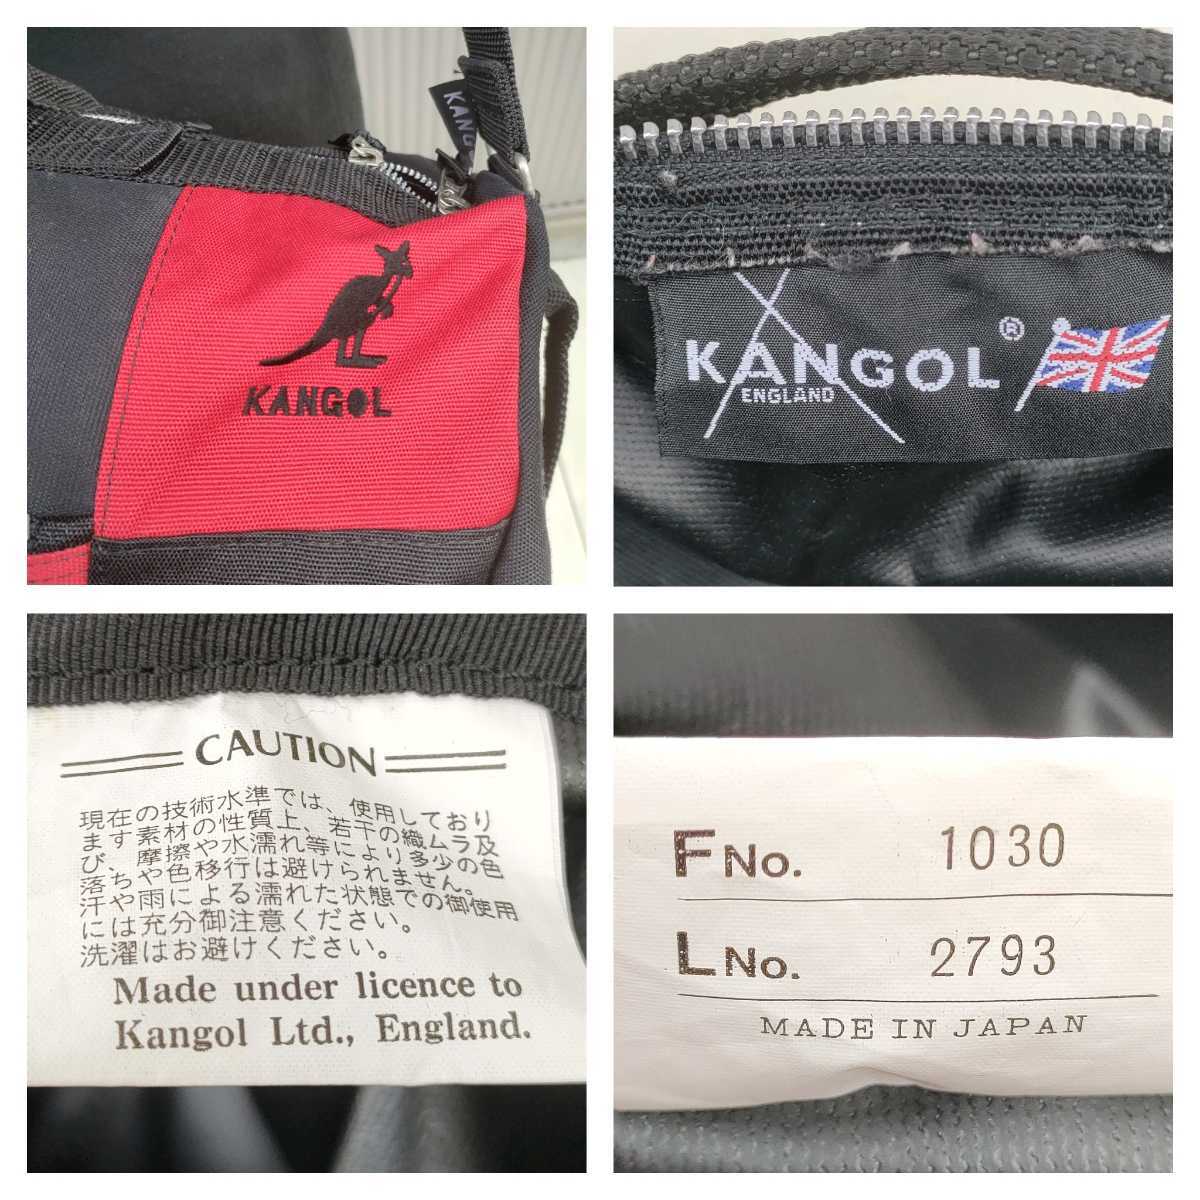 KANG
KANGOL
KANGOL ®
ENGLAND
CAUTION
現在の技術水準では、使用しており
ます素材の性質上、若干の織ムラ及
び、摩擦や水濡れ等により多少の色
落ちや色移行は避けられません。
汗や雨による濡れた状態での御使用
には充分御注意ください。
洗濯はお避けください。
Made under licence to
Kangol Ltd., England.
F No. 1030
L No. 2793
MADE IN JAPAN